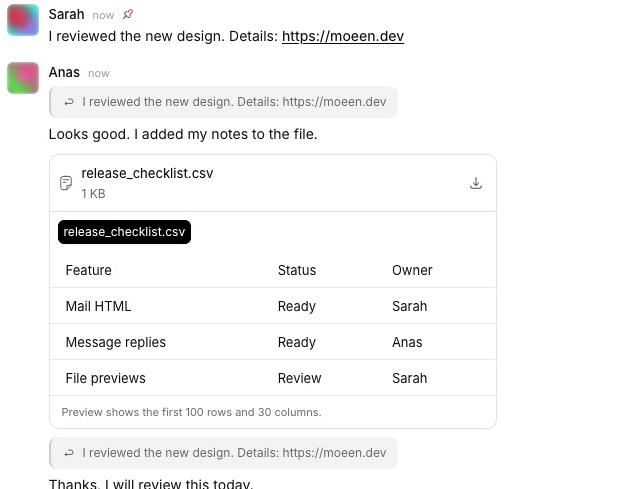 Sarah now
I reviewed the new design. Details: https://moeen.dev
Anas now
I reviewed the new design. Details: https://moeen.dev
Looks good. I added my notes to the file.
release_checklist.csv
1 KB
release_checklist.csv
Feature Status Owner
Mail HTML Ready Sarah
Message replies Ready Anas
File previews Review Sarah
Preview shows the first 100 rows and 30 columns.
I reviewed the new design. Details: https://moeen.dev
Thanks. I will review this today.